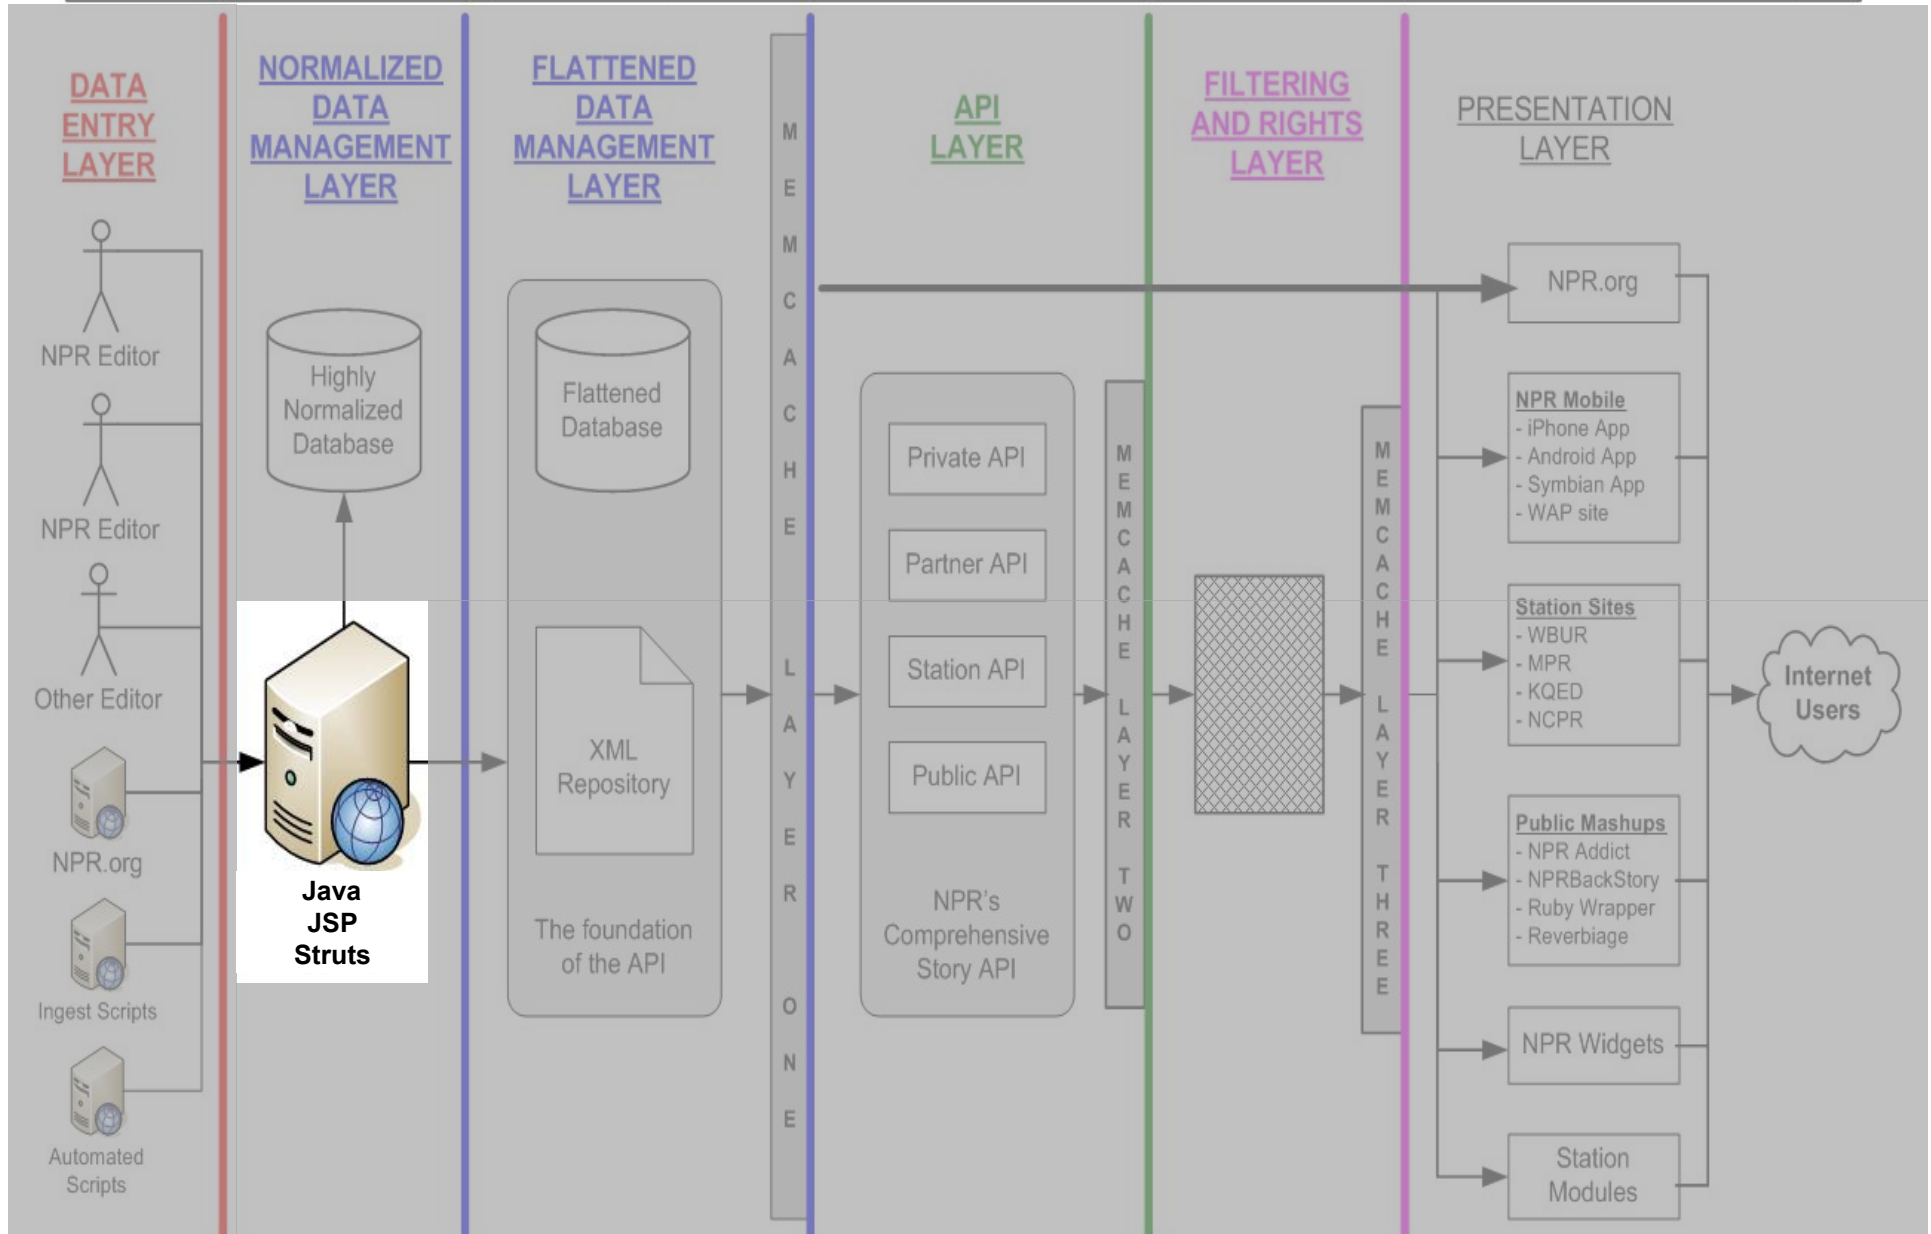 DATA
ENTRY
LAYER
NPR Editor
NPR Editor
Other Editor
NPR.org
Ingest Scripts
Automated
Scripts
NORMALIZED
DATA
MANAGEMENT
LAYER
Highly
Normalized
Database
Java
JSP
Struts
FLATTENED
DATA
MANAGEMENT
LAYER
Flattened
Database
XML
Repository
The foundation
of the API
MEMCACHE LAYER ONE
API
LAYER
Private API
Partner API
Station API
Public API
NPR's
Comprehensive
Story API
MEMCACHE LAYER TWO
FILTERING
AND RIGHTS
LAYER
MEMCACHE LAYER THREE
PRESENTATION
LAYER
NPR.org
NPR Mobile
- iPhone App
- Android App
- Symbian App
- WAP site
Station Sites
- WBUR
- MPR
- KQED
- NCPR
Public Mashups
- NPR Addict
- NPRBackStory
- Ruby Wrapper
- Reverbiage
NPR Widgets
Station
Modules
Internet
Users